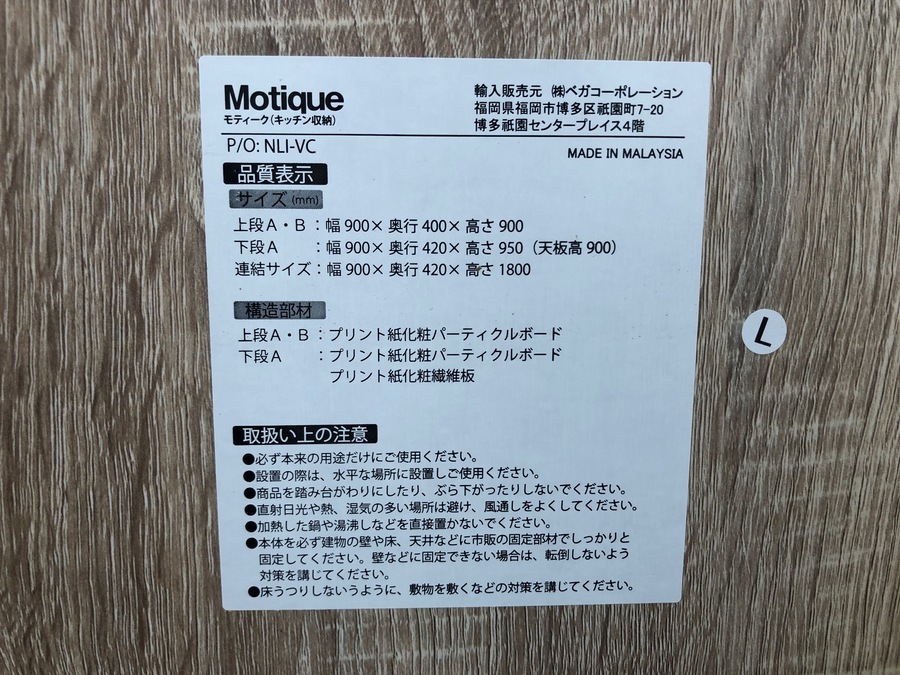 Motique
モティーク(キッチン収納)
輸入販売元 ㈱ベガコーポレーション
福岡県福岡市博多区祇園町7-20
博多祇園センタープレイス4階
P/O: NLI-VC
MADE IN MALAYSIA
品質表示
サイズ(mm)
上段A・B：幅 900× 奥行 400× 高さ 900
下段A ：幅 900× 奥行 420× 高さ 950（天板高 900）
連結サイズ：幅 900× 奥行 420× 高さ 1800
構造部材
上段A・B：プリント紙化粧パーティクルボード
下段A ：プリント紙化粧パーティクルボード
プリント紙化粧繊維板
取扱い上の注意
●必ず本来の用途だけにご使用ください。
●設置の際は、水平な場所に設置しご使用ください。
●商品を踏み台がわりにしたり、ぶら下がったりしないでください。
●直射日光や熱、湿気の多い場所は避け、風通しをよくしてください。
●加熱した鍋や湯沸しなどを直接置かないでください。
●本体を必ず建物の壁や床、天井などに市販の固定部材でしっかりと
固定してください。壁などに固定できない場合は、転倒しないよう
対策を講じてください。
●床うつりしないうように、敷物を敷くなどの対策を講じてください。
L